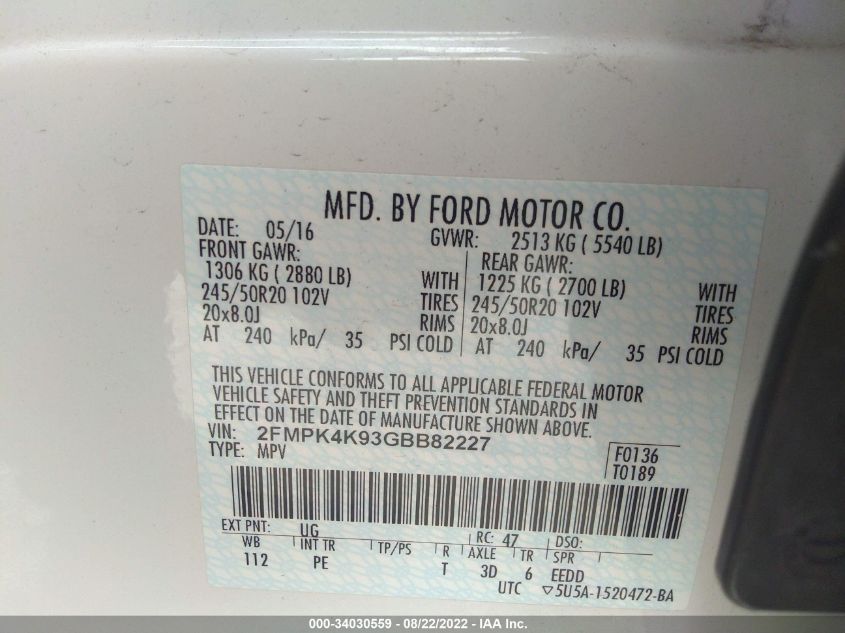 MFD. BY FORD MOTOR CO.
DATE: 05/16 GVWR: 2513 KG ( 5540 LB)
FRONT GAWR: REAR GAWR:
1306 KG ( 2880 LB) WITH 1225 KG ( 2700 LB) WITH
245/50R20 102V TIRES 245/50R20 102V TIRES
20x8.0J RIMS 20x8.0J RIMS
AT 240 kPa/ 35 PSI COLD AT 240 kPa/ 35 PSI COLD
THIS VEHICLE CONFORMS TO ALL APPLICABLE FEDERAL MOTOR
VEHICLE SAFETY AND THEFT PREVENTION STANDARDS IN
EFFECT ON THE DATE OF MANUFACTURE SHOWN ABOVE.
VIN: 2FMPK4K93GBB82227
TYPE: MPV
F0136
T0189
EXT PNT: UG RC: 47 DSO:
WB INT TR TP/PS R AXLE TR SPR
112 PE T 3D 6 EEDD
UTC ▽5U5A-1520472-BA
000-34030559 - 08/22/2022 - IAA Inc.